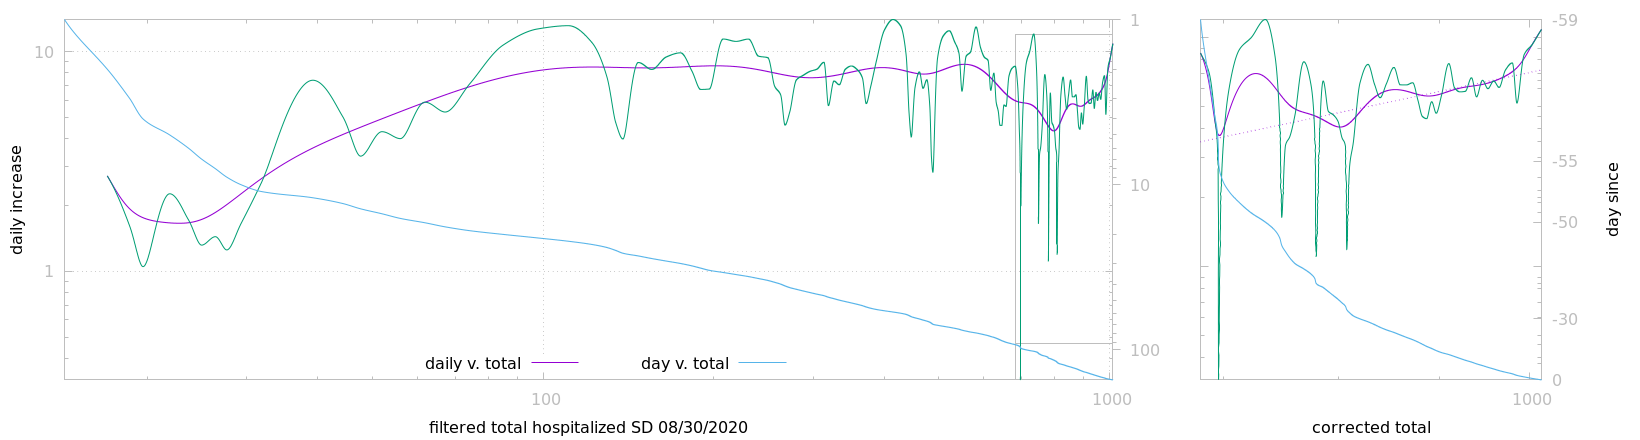 10
1
daily increase
daily v. total
day v. total
100
1000
filtered total hospitalized SD 08/30/2020
1
10
100
1000
corrected total
-59
-55
-50
-30
0
day since